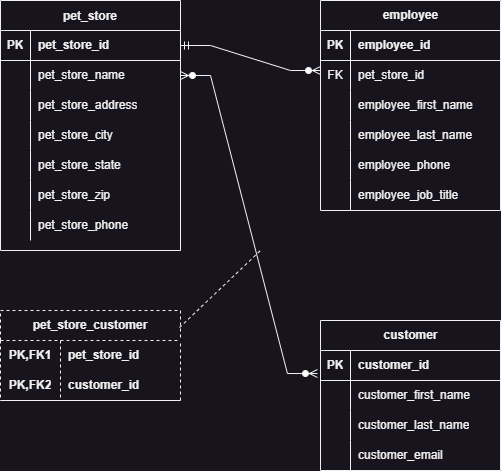 pet_store
PK pet_store_id
pet_store_name
pet_store_address
pet_store_city
pet_store_state
pet_store_zip
pet_store_phone
employee
PK employee_id
FK pet_store_id
employee_first_name
employee_last_name
employee_phone
employee_job_title
pet_store_customer
PK,FK1 pet_store_id
PK,FK2 customer_id
customer
PK customer_id
customer_first_name
customer_last_name
customer_email